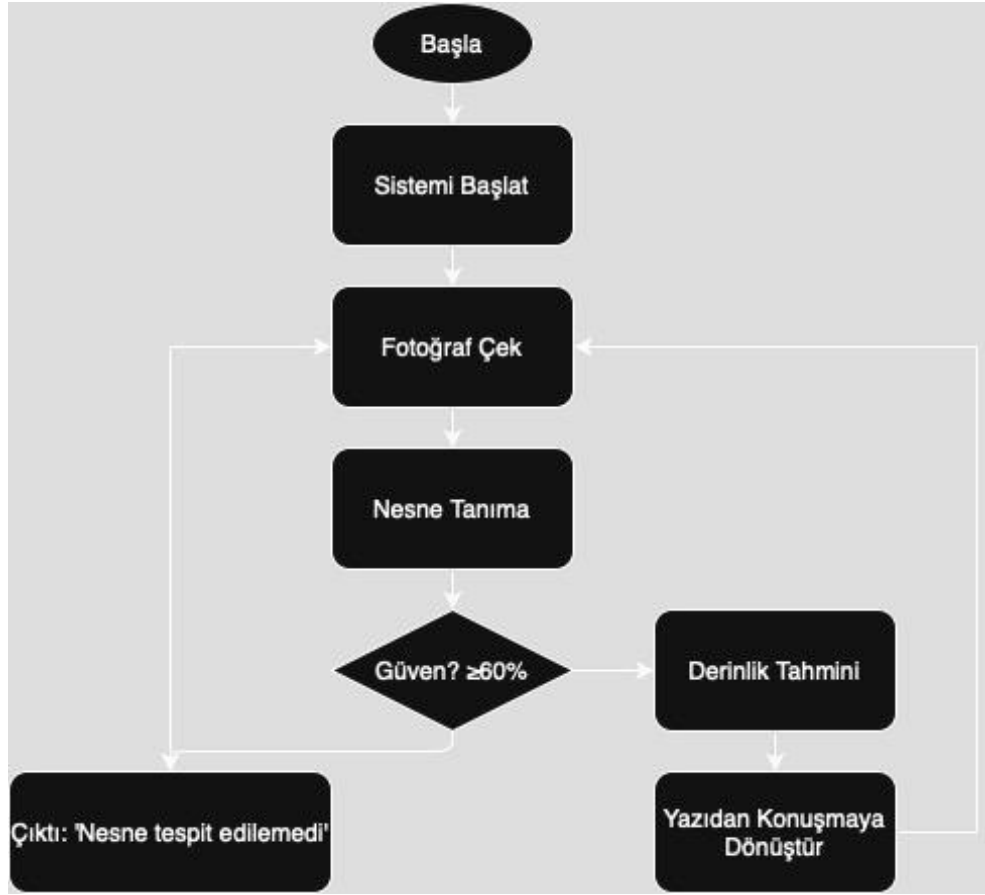 Başla
Sistemi Başlat
Fotoğraf Çek
Nesne Tanıma
Güven? ≥60%
Derinlik Tahmini
Çıktı: 'Nesne tespit edilemedi'
Yazıdan Konuşmaya
Dönüştür